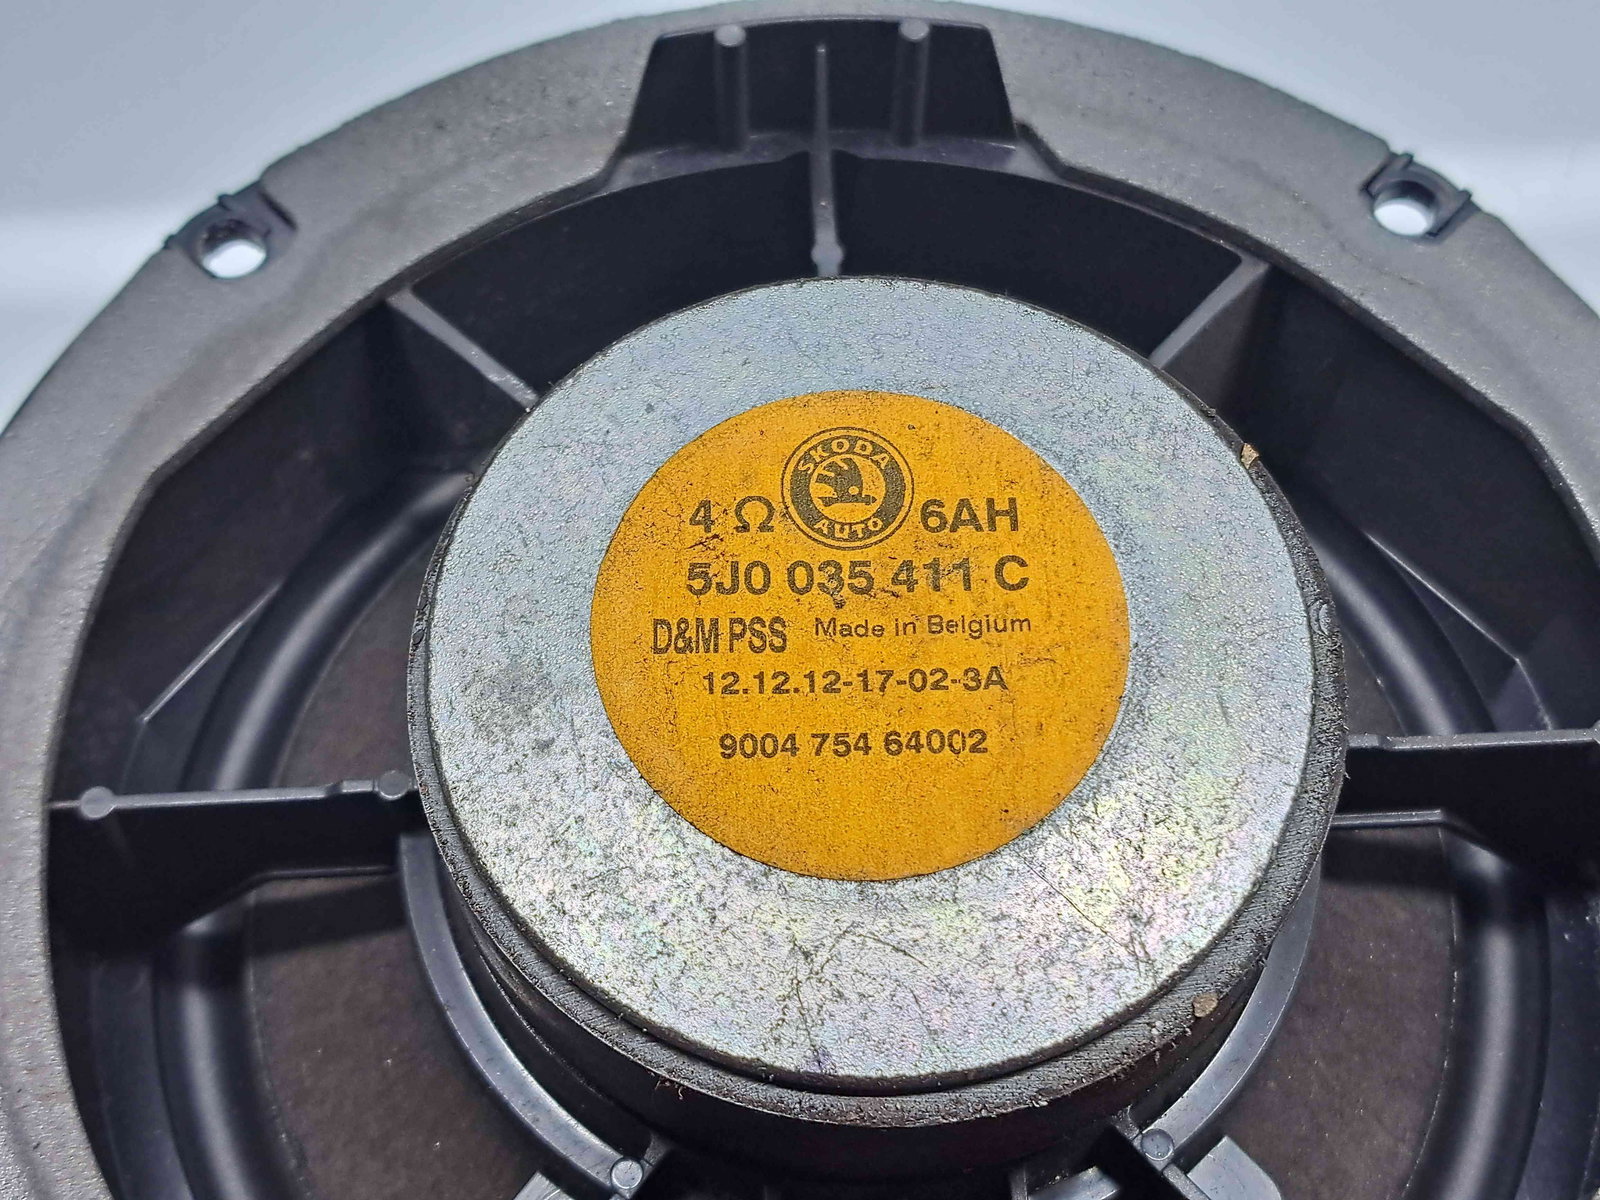 SKODA
AUTO
4 Ω 6AH
5J0 035 411 C
D&M PSS Made in Belgium
12.12.12-17-02-3A
9004 754 64002